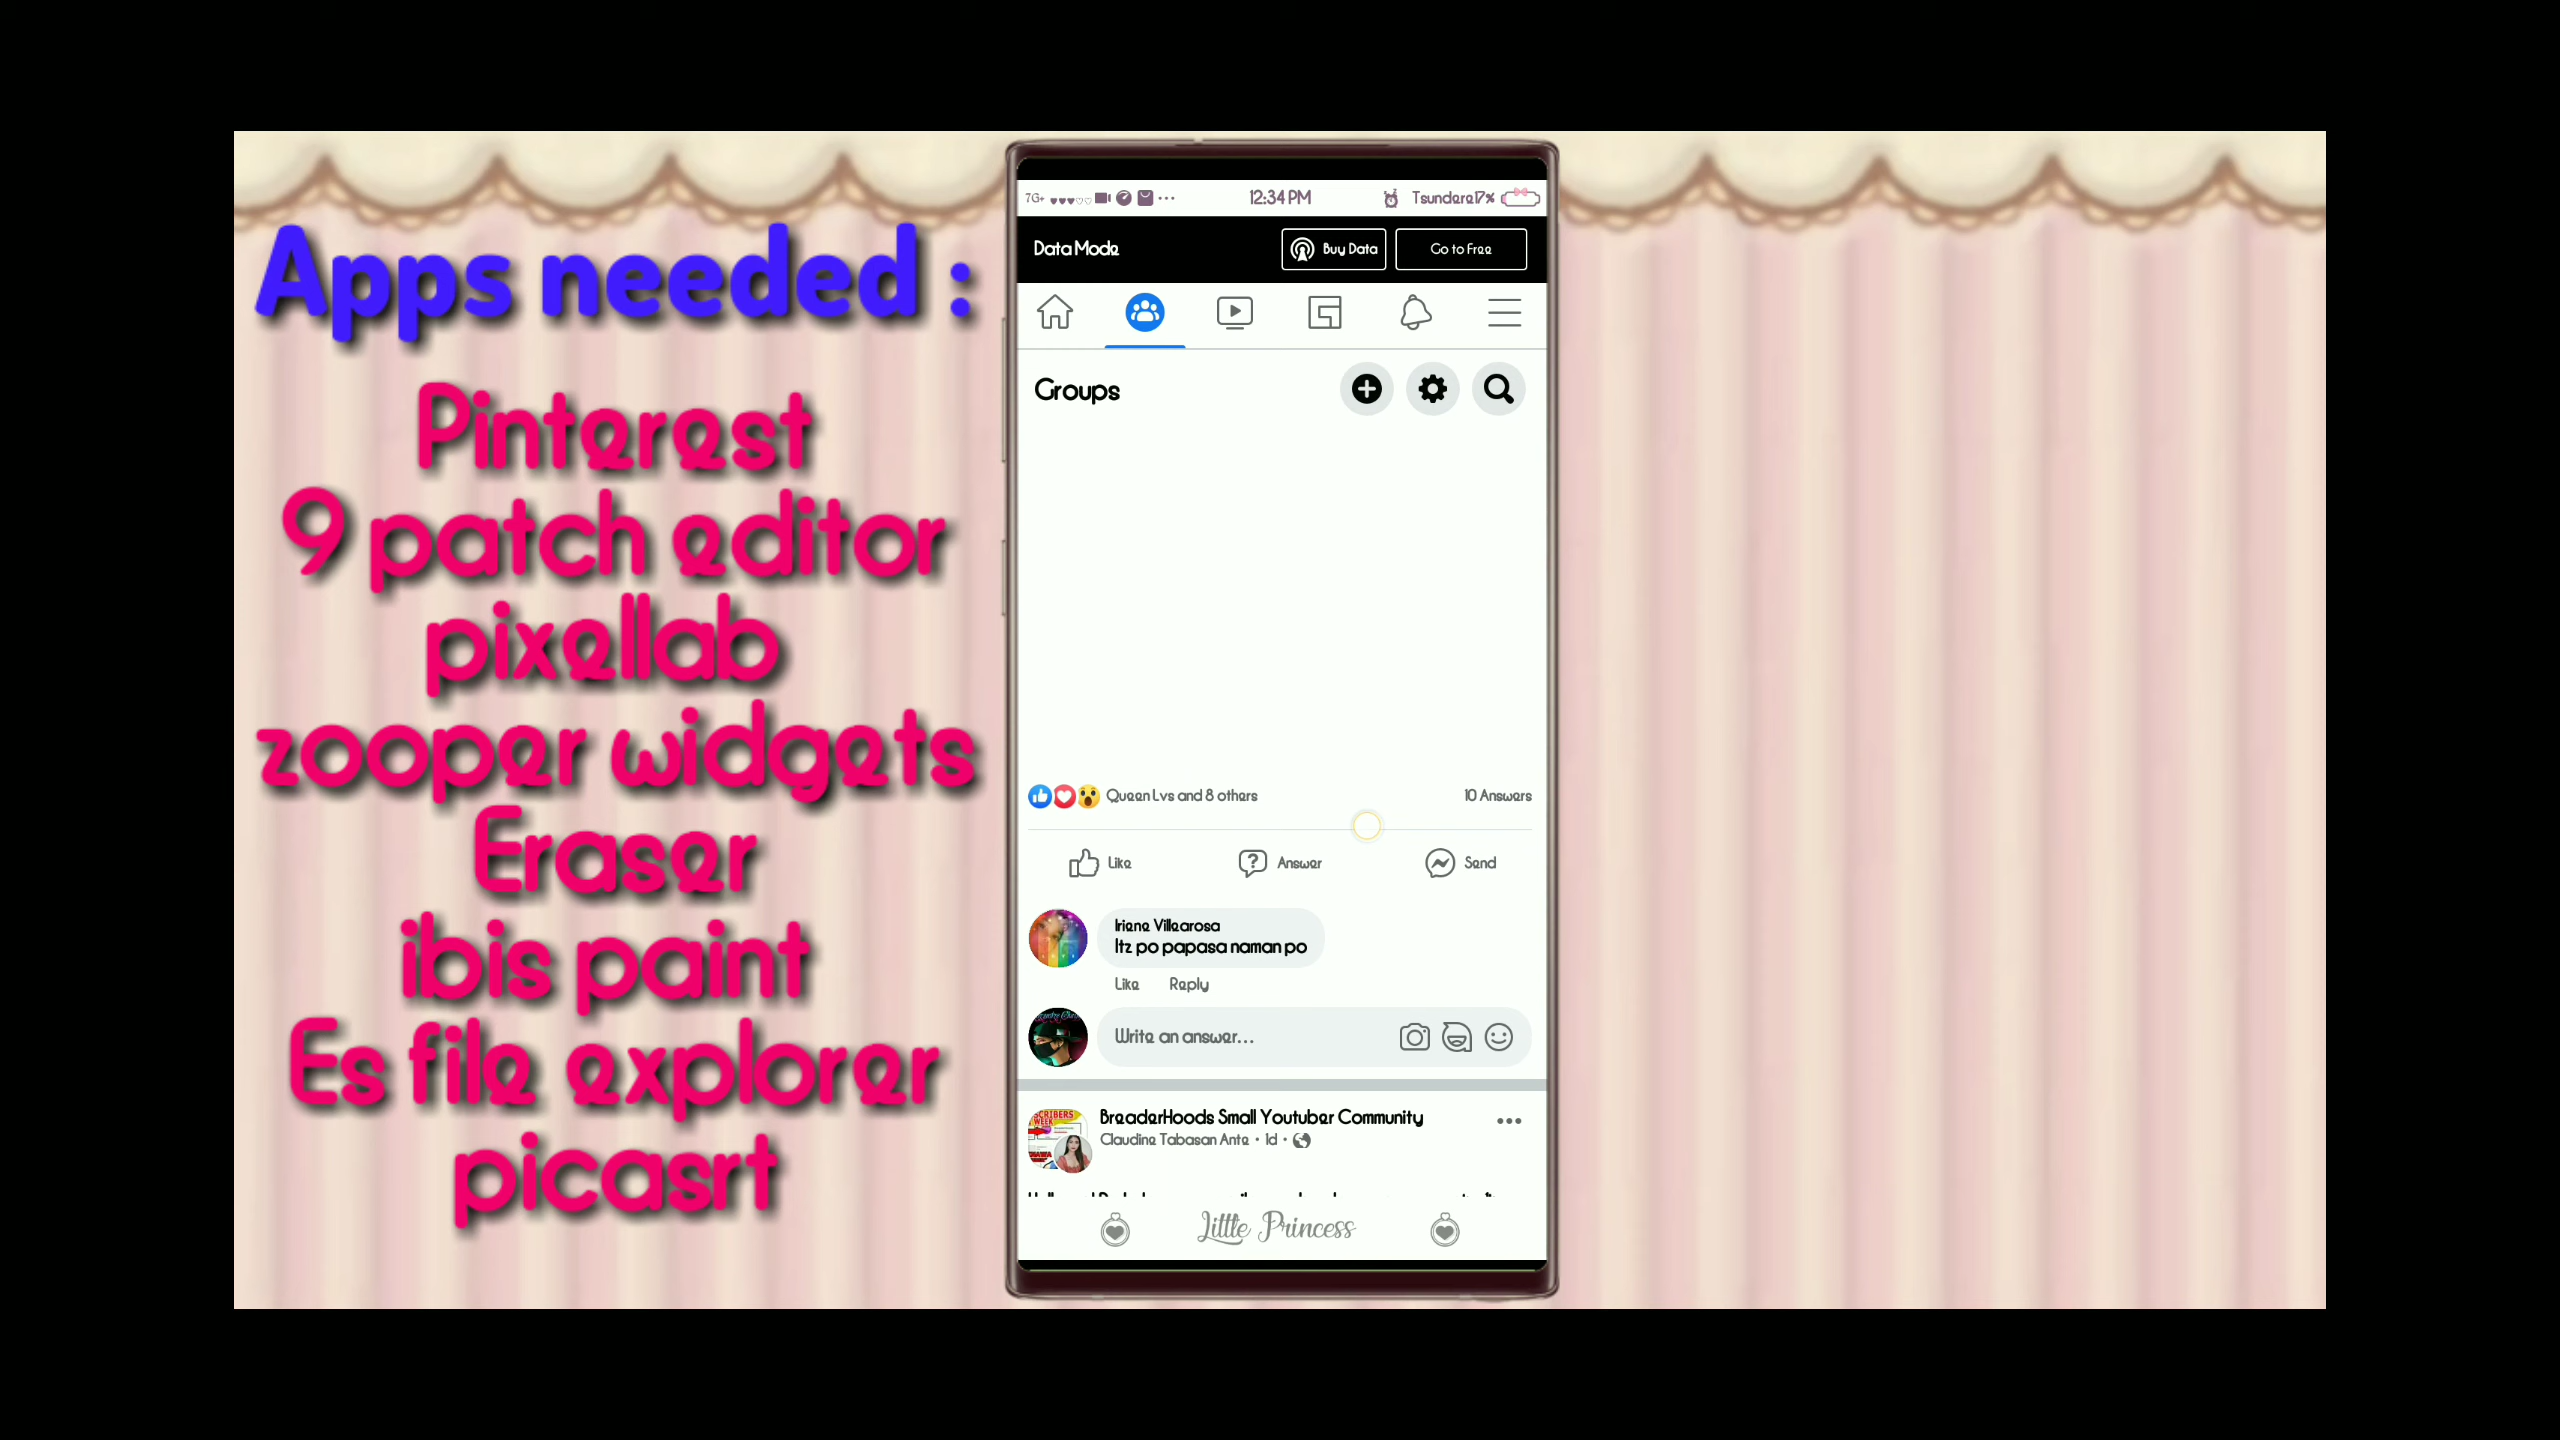 Apps needed :
Pinterest
9 patch editor
pixellab
zooper widgets
Eraser
ibis paint
Es file explorer
picasrt
7G+ 12:34 PM Tsundere17%
Data Mode Buy Data Go to Free
Groups
Queen Lvs and 8 others 10 Answers
Like Answer Send
Iriene Villearosa
Itz po papasa naman po
Like Reply
Write an answer...
BreaderHoods Small Youtuber Community
Claudine Tabasan Ante · 1d ·
Little Princess